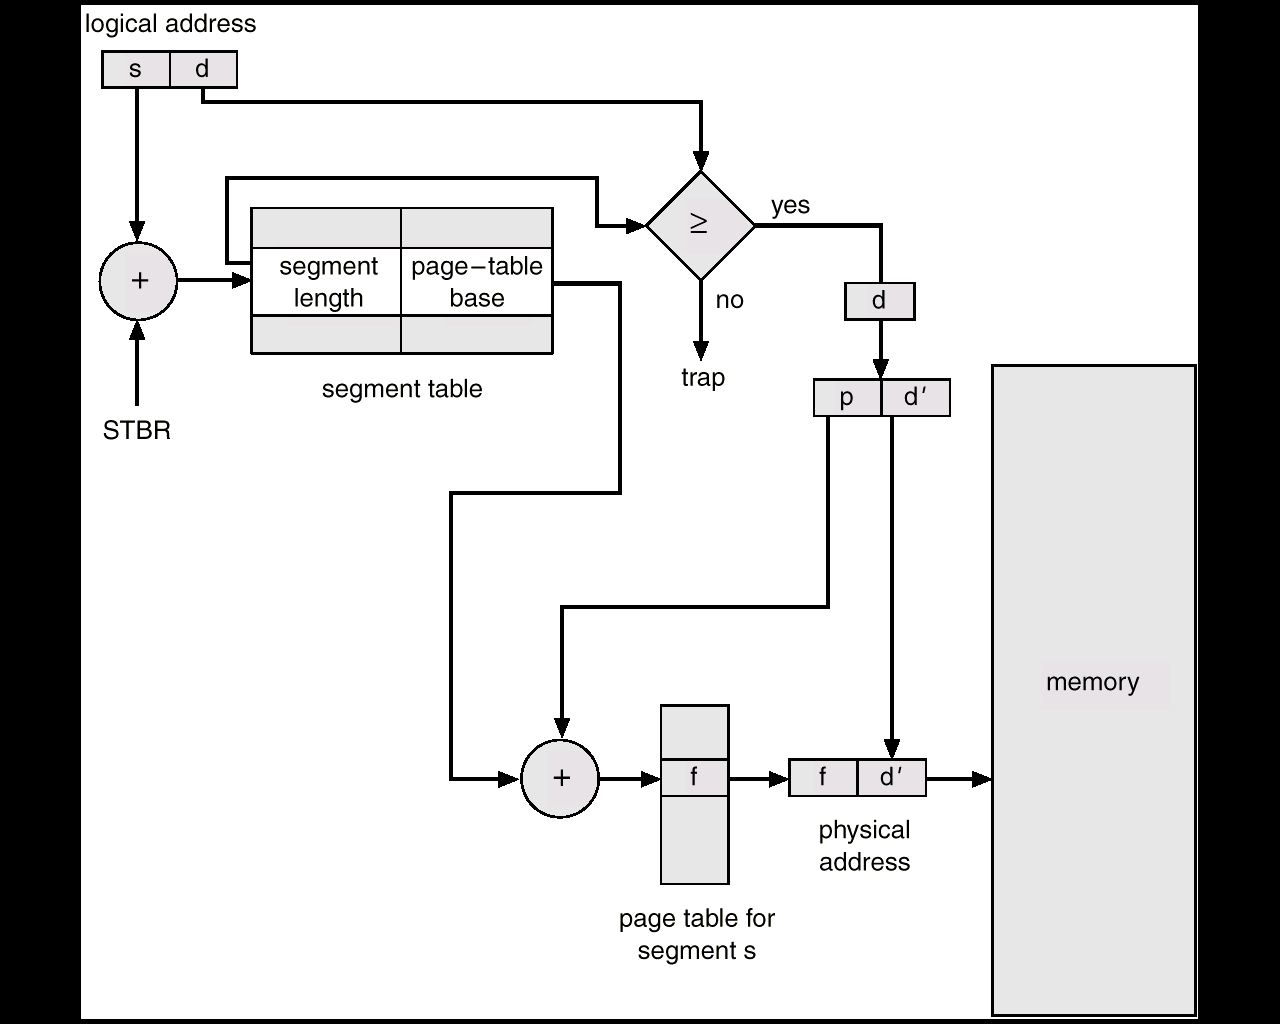 logical address
s d
≥
yes
+
segment length
page–table base
no
d
segment table
trap
p d′
STBR
memory
+
f
f d′
physical address
page table for
segment s